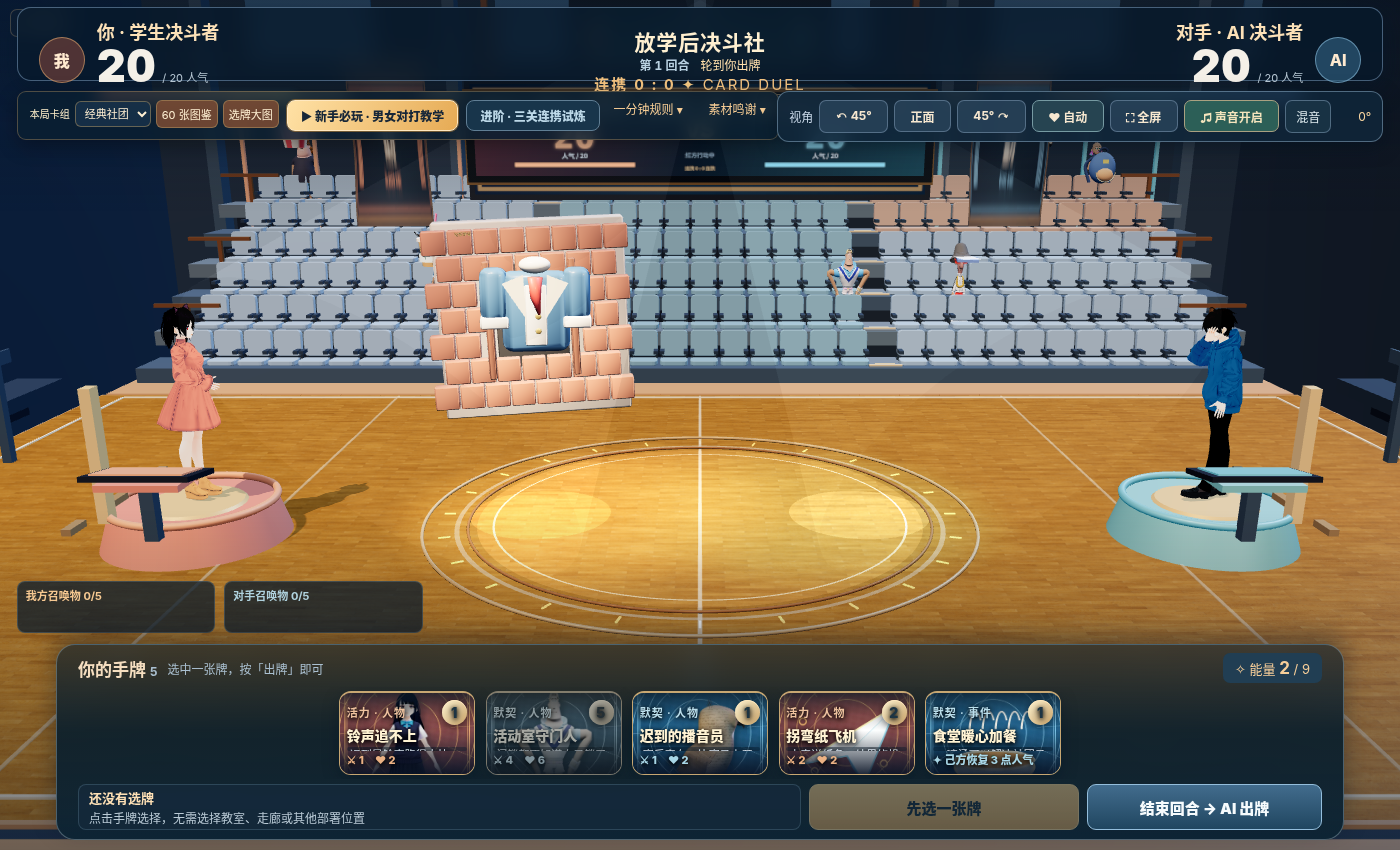 我
你 · 学生决斗者
20 / 20 人气
放学后决斗社
第 1 回合 轮到你出牌
连携 0 : 0 ✦ CARD DUEL
对手 · AI 决斗者
20 / 20 人气
AI
本局卡组 经典社团 60 张图鉴 选牌大图 ▶ 新手必玩 · 男女对打教学 进阶 · 三关连携试炼 一分钟规则 ▾ 素材鸣谢 ▾
视角 ↶ 45° 正面 45° ↷ ♥ 自动 ⛶ 全屏 ♫ 声音开启 混音 0°
20
人气 / 20
20
人气 / 20
我方召唤物 0/5
对手召唤物 0/5
你的手牌 5 选中一张牌，按「出牌」即可
✧ 能量 2 / 9
活力 · 人物 1
铃声追不上
⚔ 1 ♥ 2
默契 · 人物 5
活动室守门人
⚔ 4 ♥ 6
默契 · 人物 1
迟到的播音员
⚔ 1 ♥ 2
活力 · 人物 2
拐弯纸飞机
⚔ 2 ♥ 2
默契 · 事件 1
食堂暖心加餐
✦ 己方恢复 3 点人气
还没有选牌
点击手牌选择，无需选择教室、走廊或其他部署位置
先选一张牌
结束回合 → AI 出牌